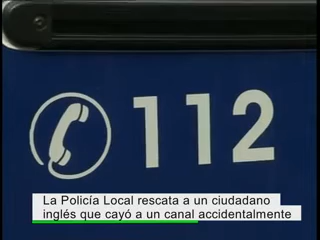 112
La Policía Local rescata a un ciudadano
inglés que cayó a un canal accidentalmente